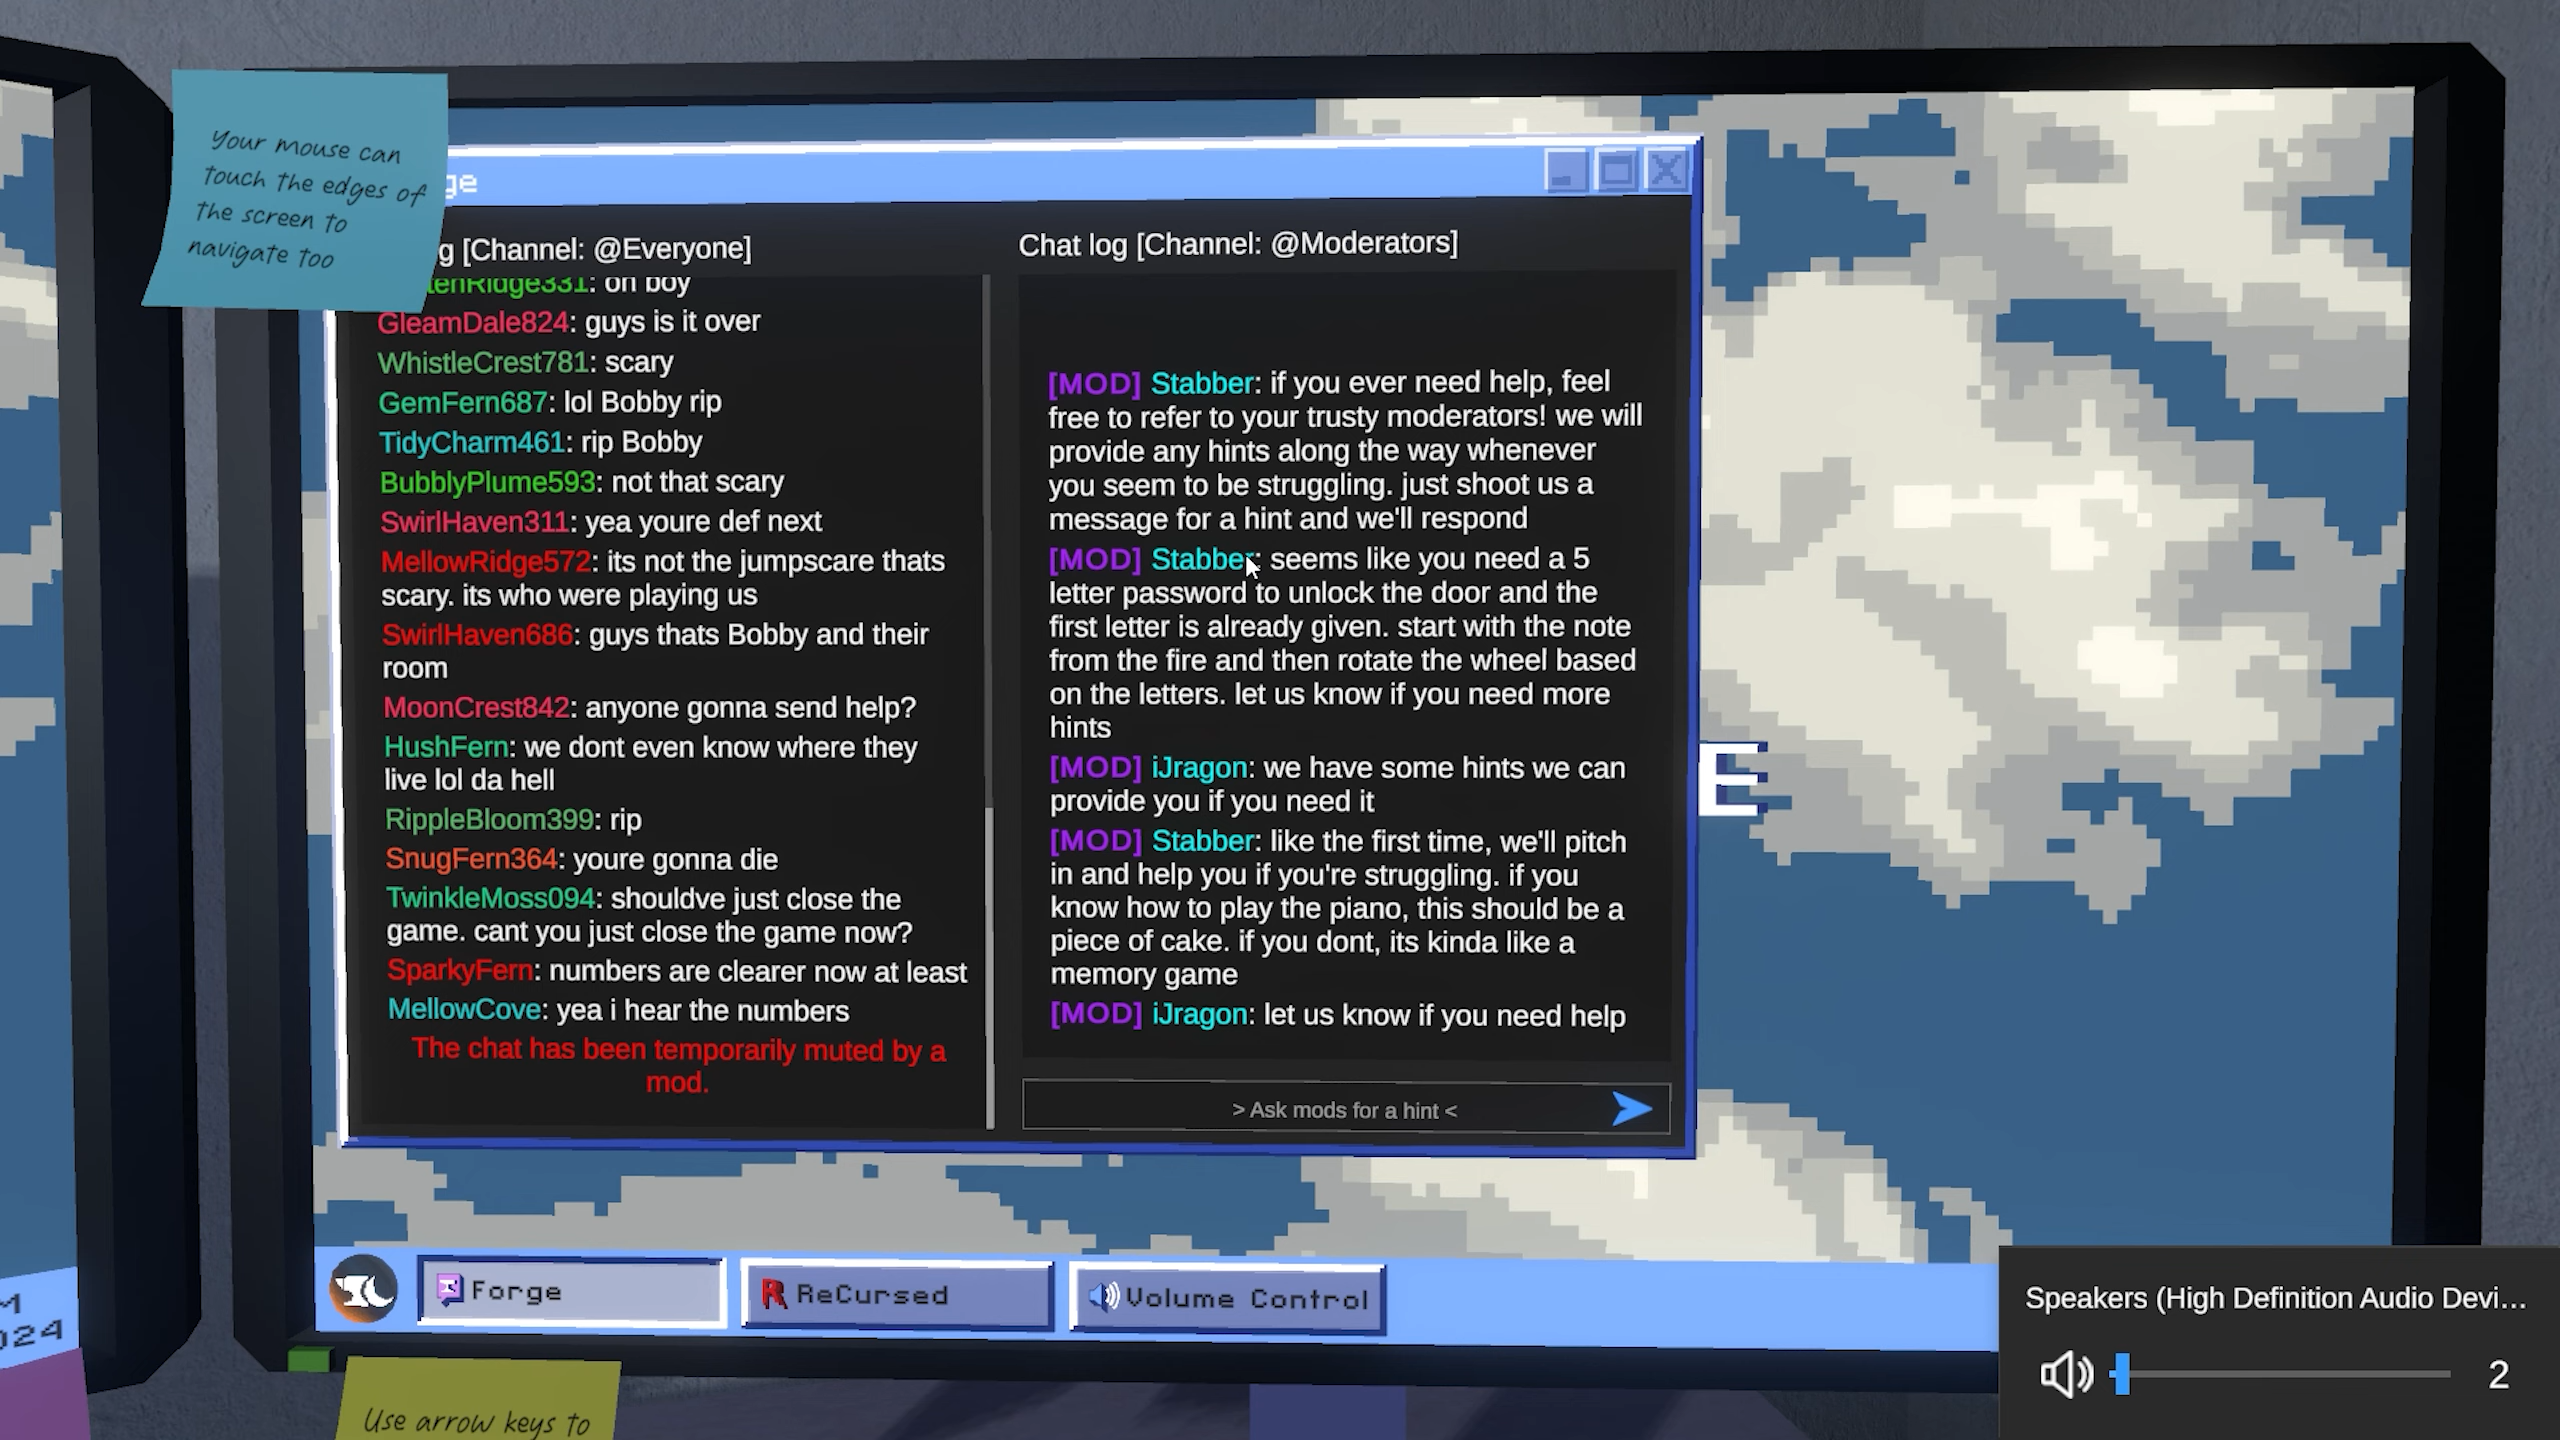 Your mouse can
touch the edges of
the screen to
navigate too
ge
g [Channel: @Everyone]
tenRidge331: oh boy
GleamDale824: guys is it over
WhistleCrest781: scary
GemFern687: lol Bobby rip
TidyCharm461: rip Bobby
BubblyPlume593: not that scary
SwirlHaven311: yea youre def next
MellowRidge572: its not the jumpscare thats
scary. its who were playing us
SwirlHaven686: guys thats Bobby and their
room
MoonCrest842: anyone gonna send help?
HushFern: we dont even know where they
live lol da hell
RippleBloom399: rip
SnugFern364: youre gonna die
TwinkleMoss094: shouldve just close the
game. cant you just close the game now?
SparkyFern: numbers are clearer now at least
MellowCove: yea i hear the numbers
The chat has been temporarily muted by a
mod.
Chat log [Channel: @Moderators]
[MOD] Stabber: if you ever need help, feel
free to refer to your trusty moderators! we will
provide any hints along the way whenever
you seem to be struggling. just shoot us a
message for a hint and we'll respond
[MOD] Stabber: seems like you need a 5
letter password to unlock the door and the
first letter is already given. start with the note
from the fire and then rotate the wheel based
on the letters. let us know if you need more
hints
[MOD] iJragon: we have some hints we can
provide you if you need it
[MOD] Stabber: like the first time, we'll pitch
in and help you if you're struggling. if you
know how to play the piano, this should be a
piece of cake. if you dont, its kinda like a
memory game
[MOD] iJragon: let us know if you need help
> Ask mods for a hint <
E
Forge
ReCursed
Volume Control
M
024
Use arrow keys to
Speakers (High Definition Audio Devi...
2